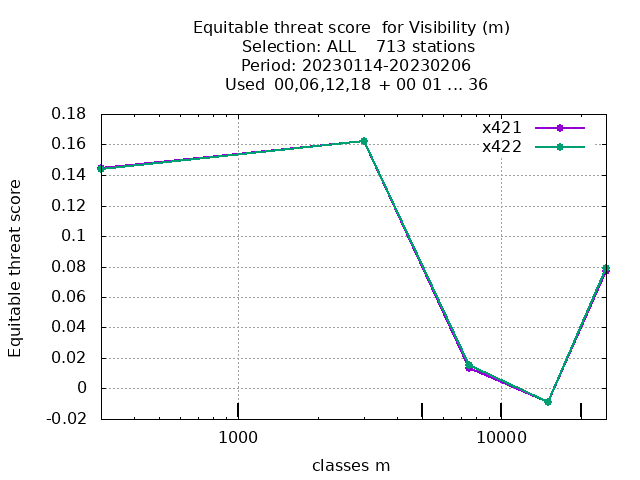 Equitable threat score  for Visibility (m)
Selection: ALL    713 stations
Period: 20230114-20230206
Used  00,06,12,18 + 00 01 ... 36
x421
x422
0.18
0.16
0.14
0.12
0.1
0.08
0.06
0.04
0.02
0
-0.02
Equitable threat score
1000
10000
classes m